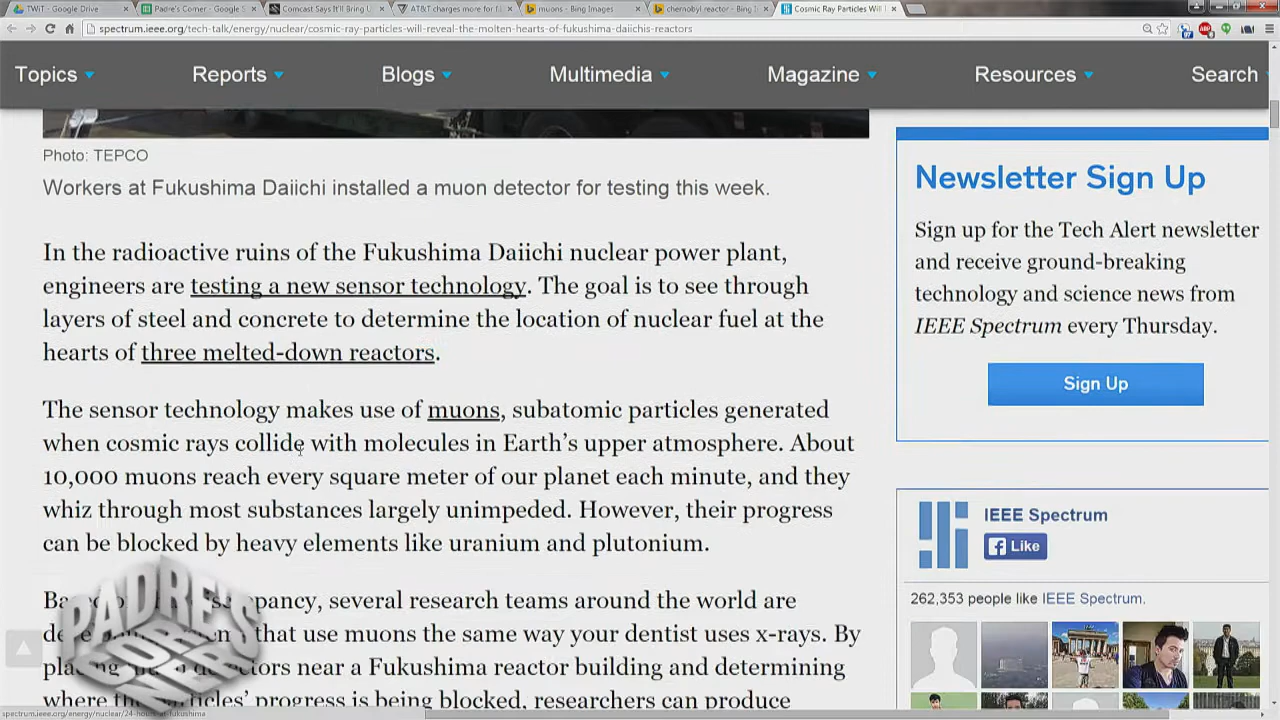 TWiT - Google Drive
Padre's Corner - Google S
Comcast Says It'll Bring U
AT&T charges more for f
muons - Bing Images
chernobyl reactor - Bing I
Cosmic Ray Particles Will
spectrum.ieee.org/tech-talk/energy/nuclear/cosmic-ray-particles-will-reveal-the-molten-hearts-of-fukushima-daiichis-reactors
Topics
Reports
Blogs
Multimedia
Magazine
Resources
Search
Photo: TEPCO
Workers at Fukushima Daiichi installed a muon detector for testing this week.
In the radioactive ruins of the Fukushima Daiichi nuclear power plant,
engineers are testing a new sensor technology. The goal is to see through
layers of steel and concrete to determine the location of nuclear fuel at the
hearts of three melted-down reactors.
The sensor technology makes use of muons, subatomic particles generated
when cosmic rays collide with molecules in Earth's upper atmosphere. About
10,000 muons reach every square meter of our planet each minute, and they
whiz through most substances largely unimpeded. However, their progress
can be blocked by heavy elements like uranium and plutonium.
several research teams around the world are
that use muons the same way your dentist uses x-rays. By
near a Fukushima reactor building and determining
where progress is being blocked, researchers can produce
PADRE'S CORNER
spectrum.ieee.org/energy/nuclear/24-hours-at-fukushima
Newsletter Sign Up
Sign up for the Tech Alert newsletter
and receive ground-breaking
technology and science news from
IEEE Spectrum every Thursday.
Sign Up
IEEE Spectrum
Like
262,353 people like IEEE Spectrum.